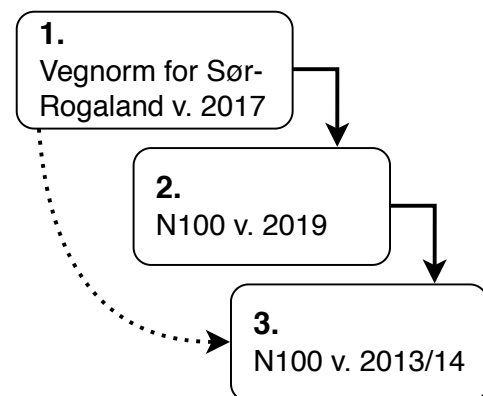 1.
Vegnorm for Sør-
Rogaland v. 2017
2.
N100 v. 2019
3.
N100 v. 2013/14